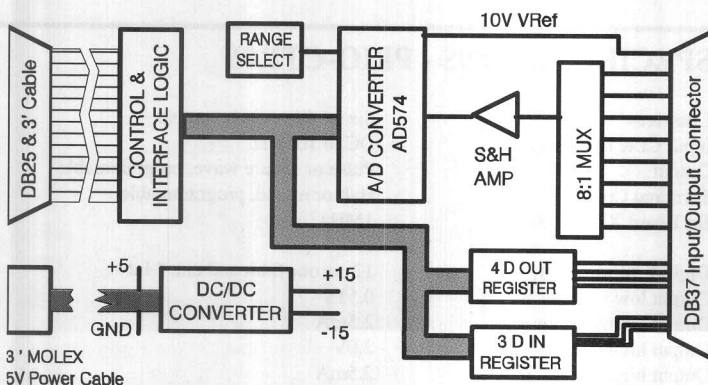 10V VRef
RANGE
SELECT
DB25 & 3' Cable
CONTROL &
INTERFACE LOGIC
A/D CONVERTER
AD574
S&H
AMP
8:1 MUX
DB37 Input/Output Connector
+5
GND
DC/DC
CONVERTER
+15
-15
4 D OUT
REGISTER
3 D IN
REGISTER
3 ' MOLEX
5V Power Cable